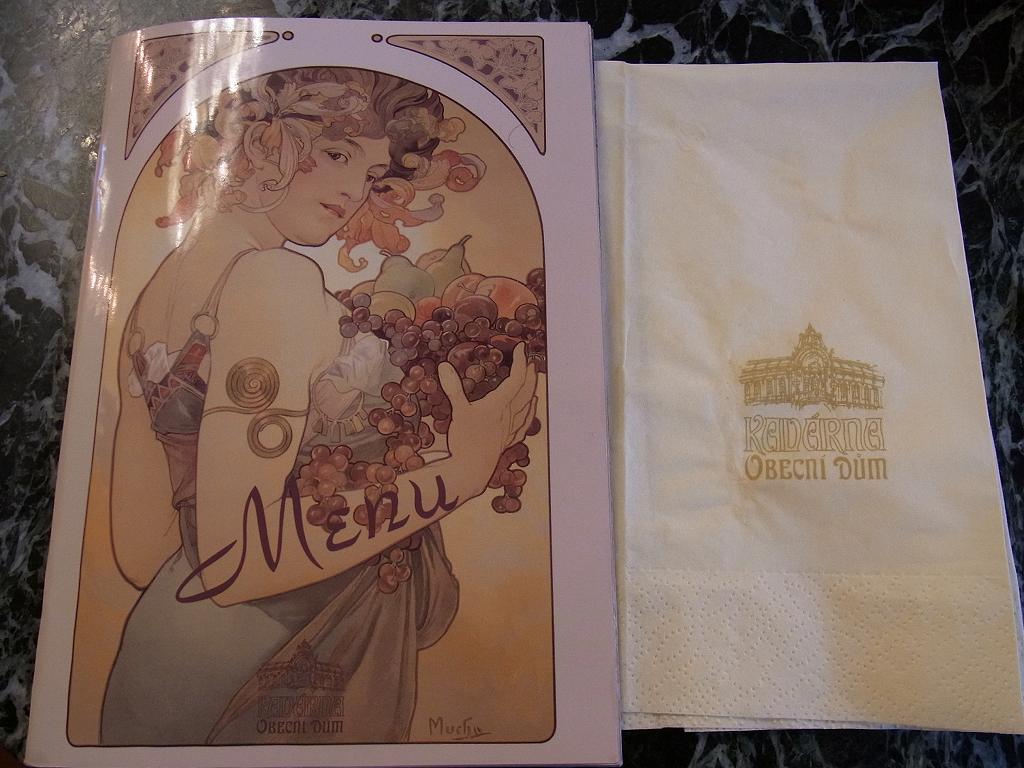 Menu
KAVÁRNA
OBECNÍ DŮM
Mucha
KAVÁRNA
OBECNÍ DŮM